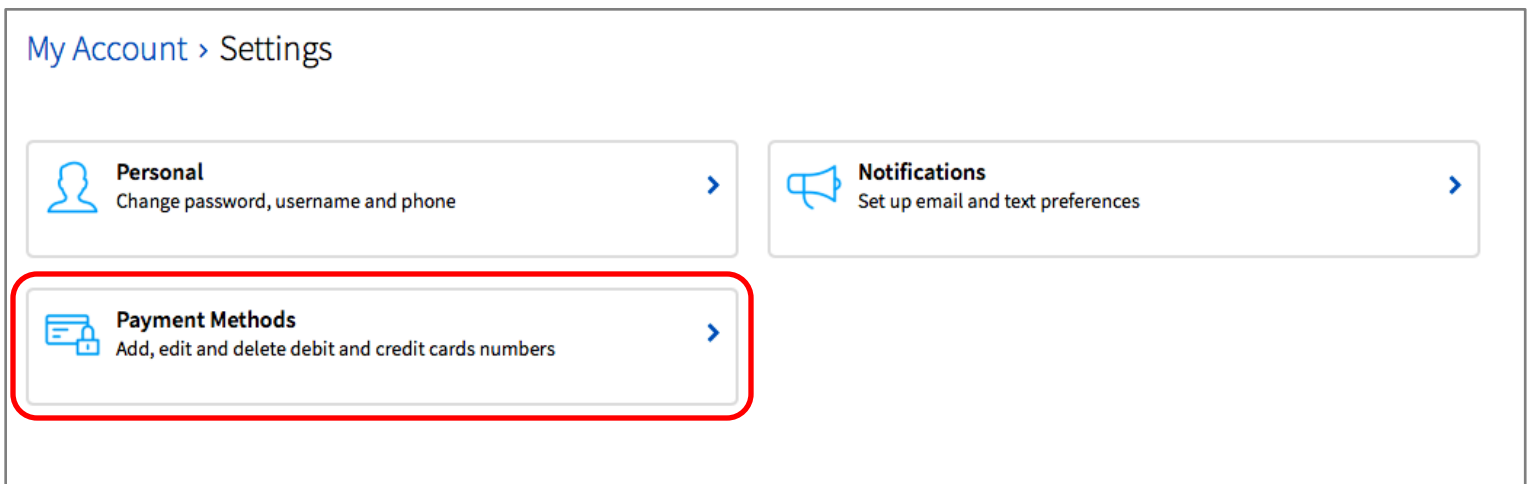 My Account › Settings
Personal
Change password, username and phone
Notifications
Set up email and text preferences
Payment Methods
Add, edit and delete debit and credit cards numbers